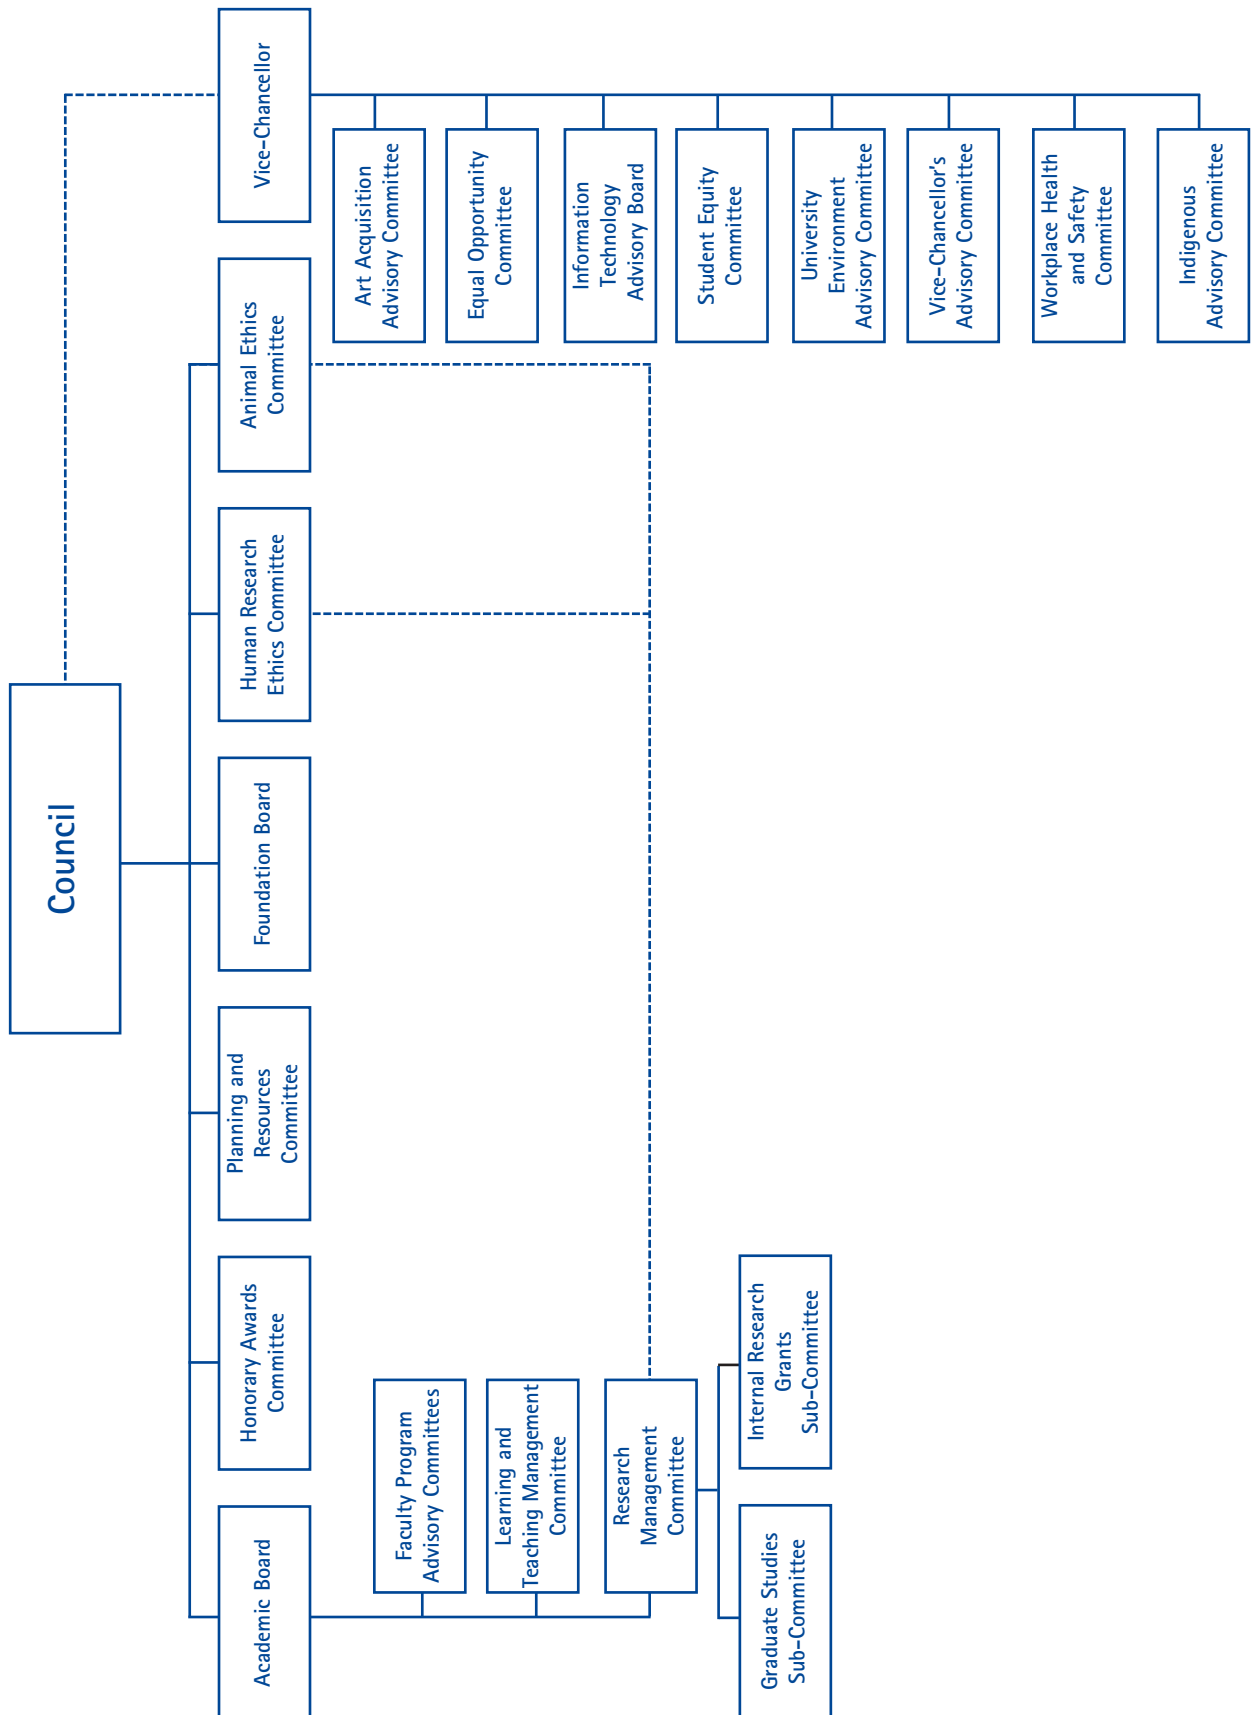 Council
Academic Board
Honorary Awards
Committee
Planning and
Resources
Committee
Foundation Board
Human Research
Ethics Committee
Animal Ethics
Committee
Vice-Chancellor
Faculty Program
Advisory Committees
Learning and
Teaching Management
Committee
Research
Management
Committee
Graduate Studies
Sub-Committee
Internal Research
Grants
Sub-Committee
Art Acquisition
Advisory Committee
Equal Opportunity
Committee
Information
Technology
Advisory Board
Student Equity
Committee
University
Environment
Advisory Committee
Vice-Chancellor's
Advisory Committee
Workplace Health
and Safety
Committee
Indigenous
Advisory Committee